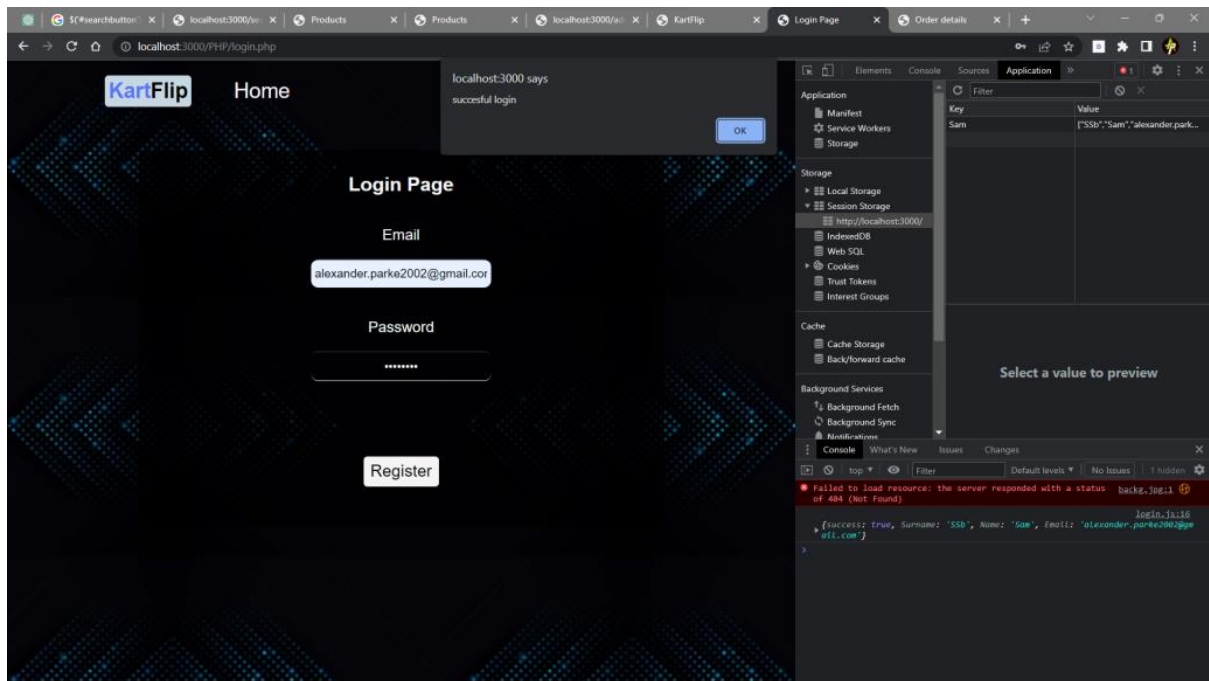 $(#searchbutton')
localhost:3000/
Products
Products
localhost:3000/ad
KartFlip
Login Page
Order details
localhost:3000/PHP/login.php
KartFlip
Home
localhost:3000 says
succesful login
OK
Login Page
Email
alexander.parke2002@gmail.cor
Password
••••••••
Register
Elements
Console
Sources
Application
»
1
Application
Manifest
Service Workers
Storage
Storage
Local Storage
Session Storage
http://localhost:3000/
IndexedDB
Web SQL
Cookies
Trust Tokens
Interest Groups
Cache
Cache Storage
Back/forward cache
Background Services
Background Fetch
Background Sync
Notifications
Filter
Key
Value
Sam
["SSb","Sam","alexander.park...
Select a value to preview
Console
What's New
Issues
Changes
top
Filter
Default levels
No Issues
1 hidden
Failed to load resource: the server responded with a status
backg.jpg:1
of 404 (Not Found)
login.js:16
{success: true, Surname: 'SSb', Name: 'Sam', Email: 'alexander.parke2002@gm
ail.com'}